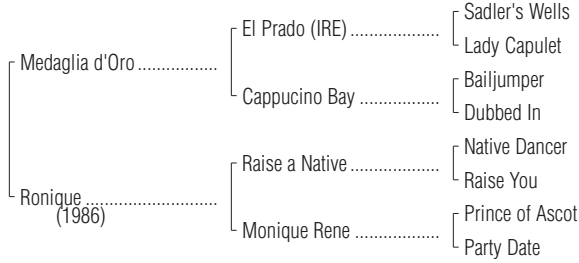 Sadler's Wells
El Prado (IRE) ...................
Lady Capulet
Medaglia d'Oro .................
Bailjumper
Cappucino Bay .................
Dubbed In
Native Dancer
Raise a Native ...................
Raise You
Ronique ............................
(1986)
Prince of Ascot
Monique Rene ..................
Party Date